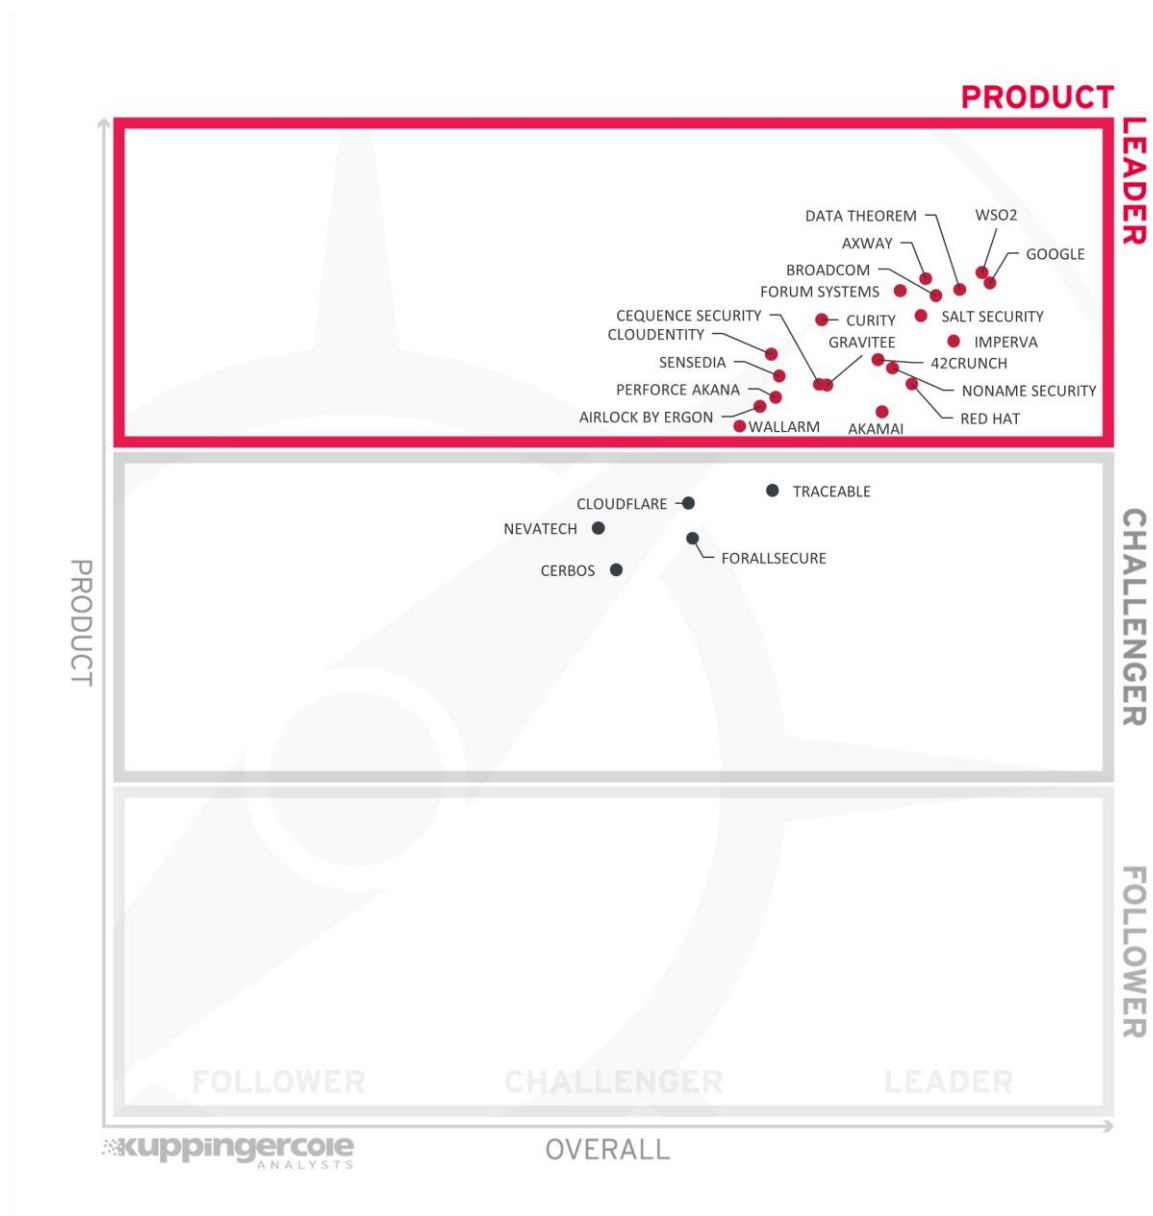 PRODUCT
LEADER
DATA THEOREM
WSO2
AXWAY
GOOGLE
BROADCOM
FORUM SYSTEMS
CEQUENCE SECURITY
CURITY
SALT SECURITY
CLOUDENTITY
GRAVITEE
IMPERVA
SENSEDIA
42CRUNCH
PERFORCE AKANA
NONAME SECURITY
AIRLOCK BY ERGON
RED HAT
WALLARM
AKAMAI
TRACEABLE
CLOUDFLARE
NEVATECH
FORALLSECURE
CERBOS
CHALLENGER
PRODUCT
FOLLOWER
FOLLOWER
CHALLENGER
LEADER
kuppingercole
ANALYSTS
OVERALL